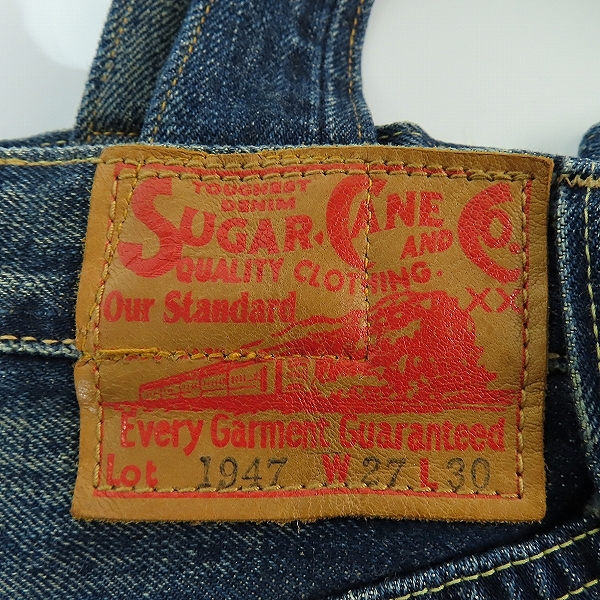 TOUGHEST
DENIM
SUGAR CANE
AND Co.
QUALITY CLOTHING.
XX
Our Standard
Every Garment Guaranteed
Lot 1947 W 27 L 30